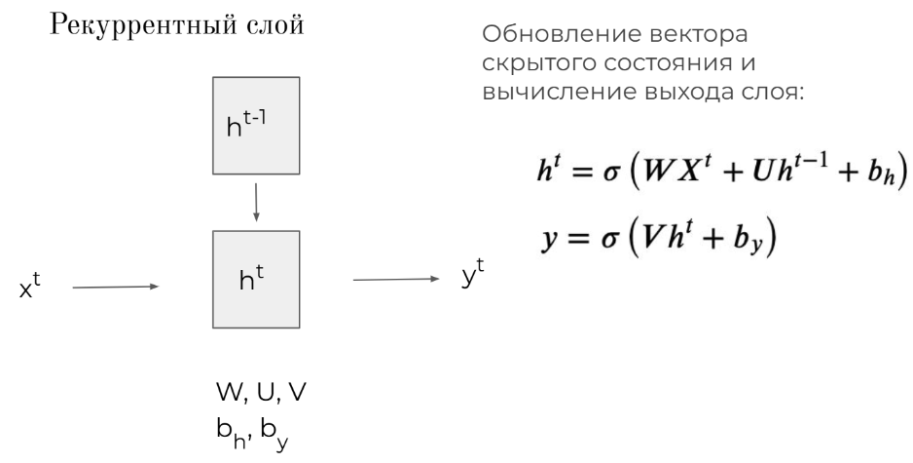 Рекуррентный слой
Обновление вектора
скрытого состояния и
вычисление выхода слоя:
h^{t-1}
h^t = σ (WX^t + Uh^{t−1} + b_h)
y = σ (Vh^t + b_y)
x^t
h^t
y^t
W, U, V
b_h, b_y